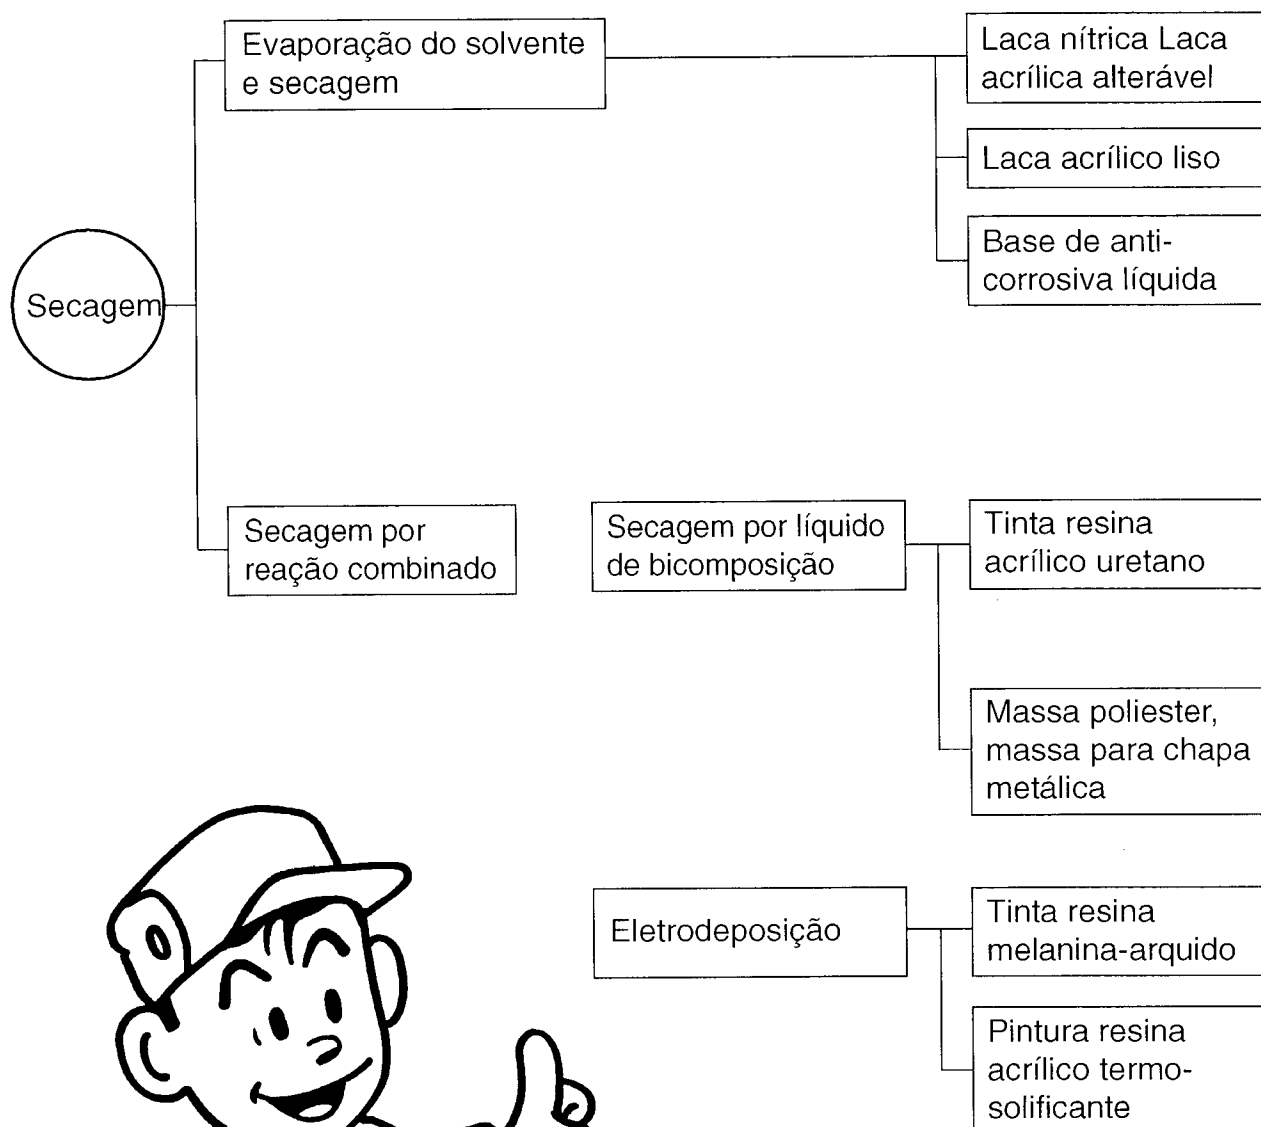 Evaporação do solvente
e secagem
Laca nítrica Laca
acrílica alterável
Laca acrílico liso
Base de anti-
corrosiva líquida
Secagem
Secagem por
reação combinado
Secagem por líquido
de bicomposição
Tinta resina
acrílico uretano
Massa poliester,
massa para chapa
metálica
Eletrodeposição
Tinta resina
melanina-arquido
Pintura resina
acrílico termo-
solificante